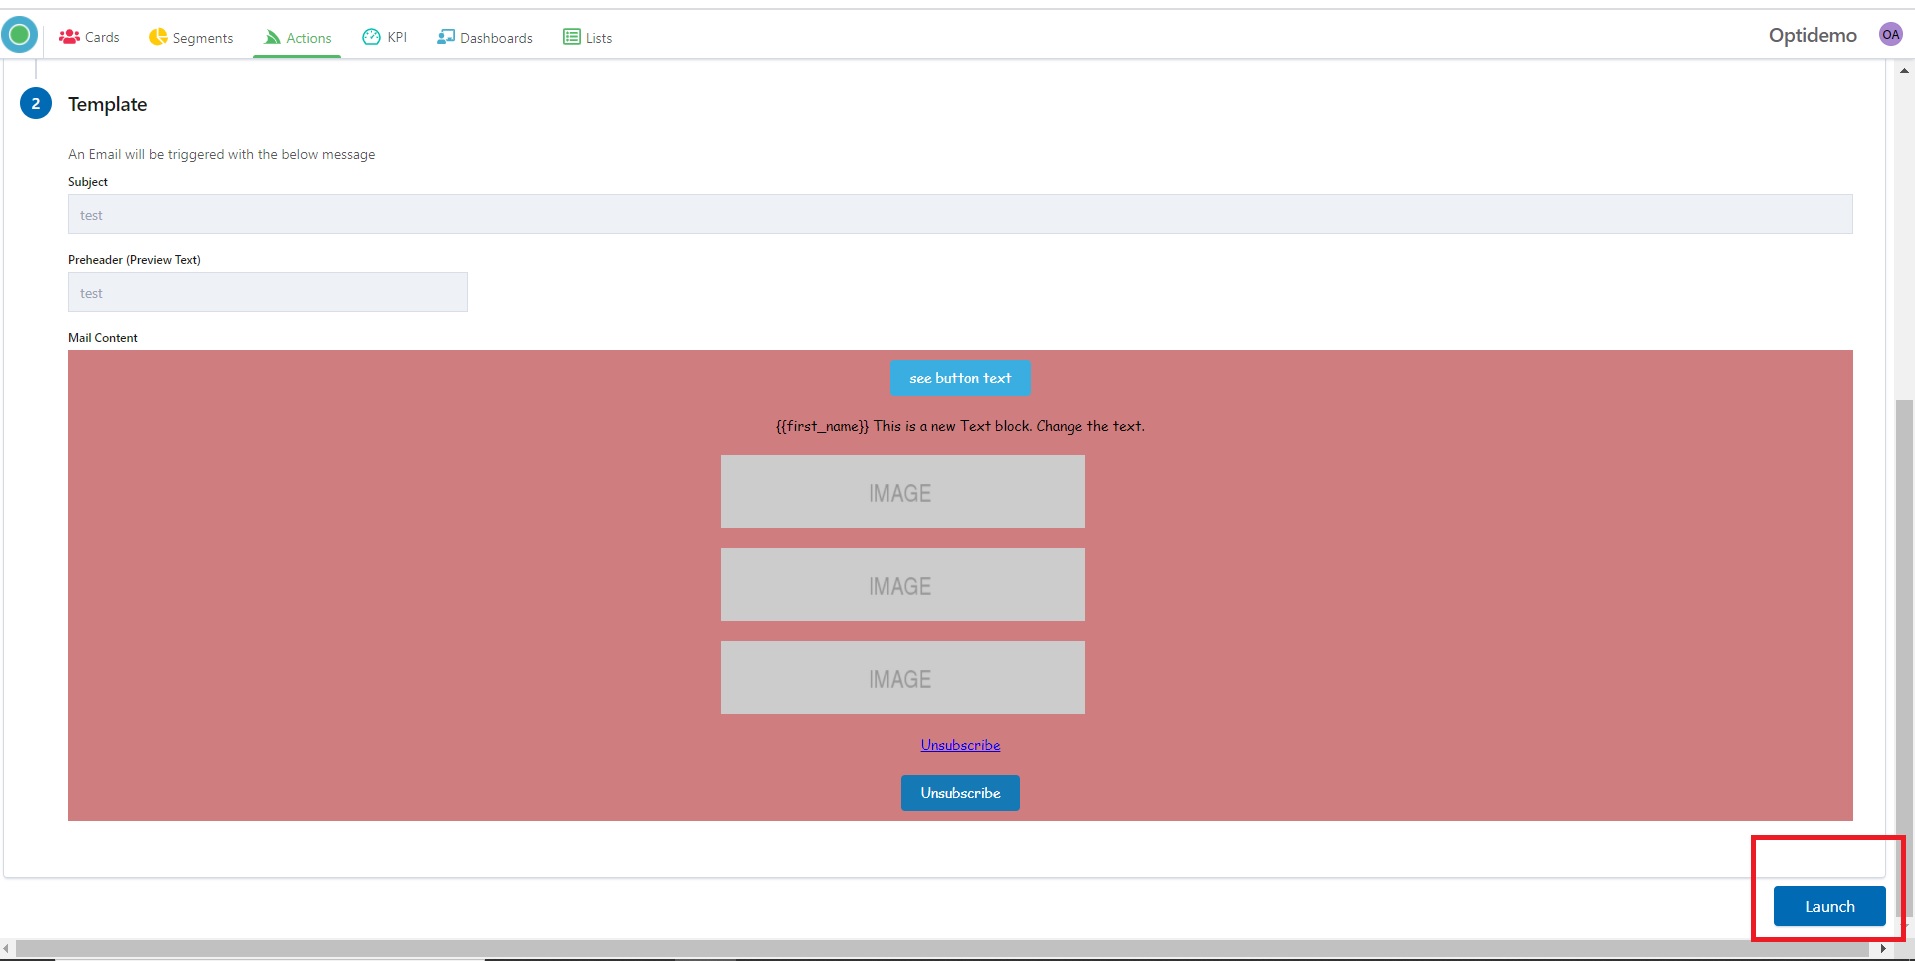 Cards Segments Actions KPI Dashboards Lists Optidemo OA
2 Template
An Email will be triggered with the below message
Subject
test
Preheader (Preview Text)
test
Mail Content
see button text
{{first_name}} This is a new Text block. Change the text.
IMAGE
IMAGE
IMAGE
Unsubscribe
Unsubscribe
Launch